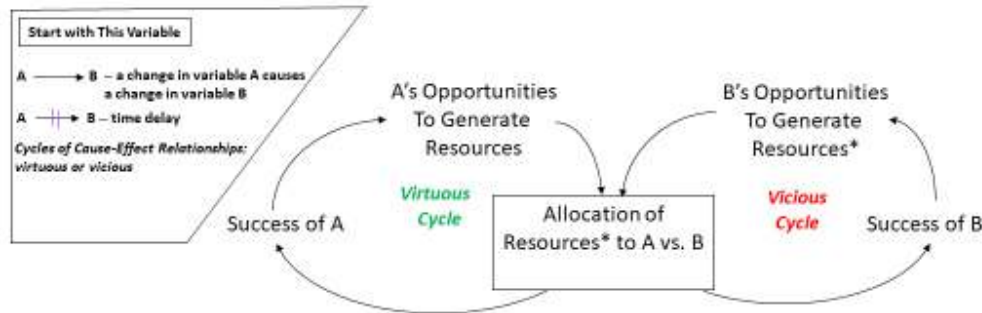 Start with This Variable
A B – a change in variable A causes
a change in variable B
A B – time delay
Cycles of Cause-Effect Relationships:
virtuous or vicious
A's Opportunities
To Generate
Resources
B's Opportunities
To Generate
Resources*
Virtuous
Cycle
Vicious
Cycle
Success of A
Allocation of
Resources* to A vs. B
Success of B